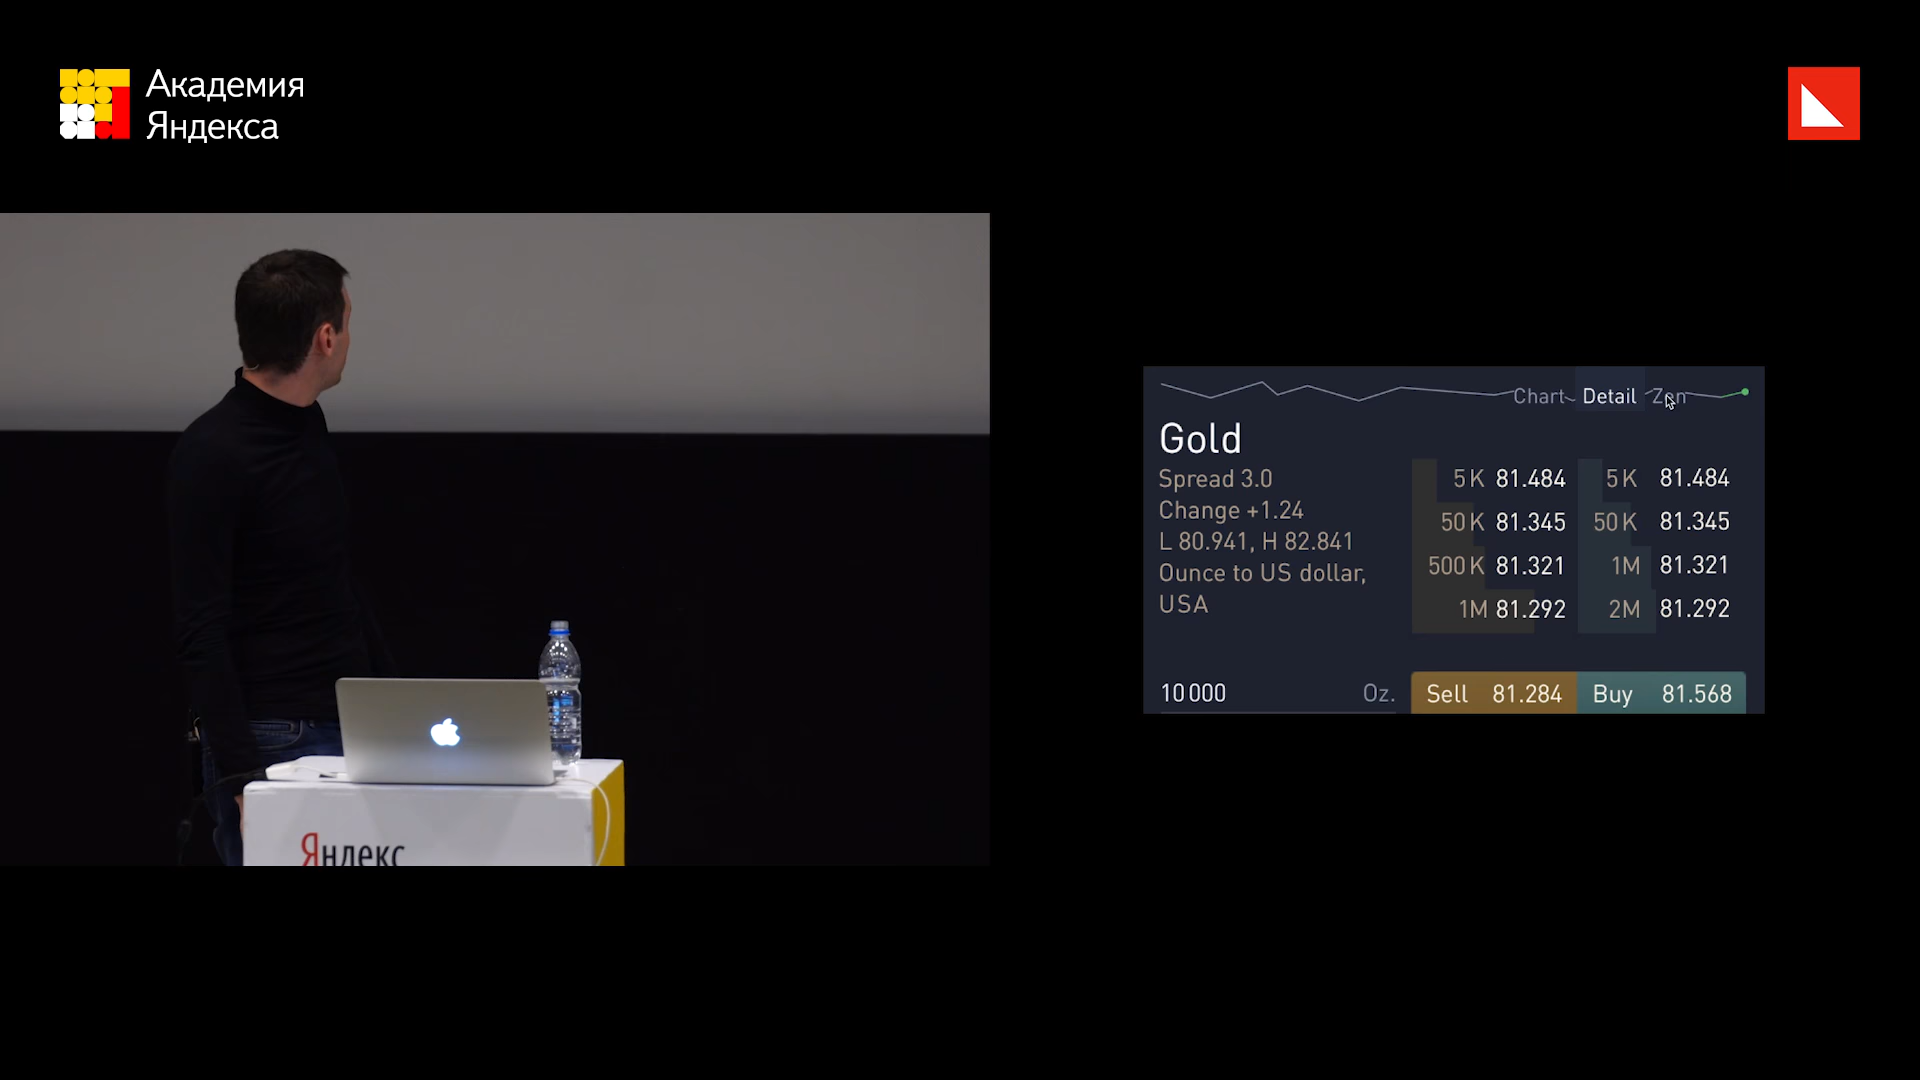 Академия
Яндекса
Chart Detail Zen
Gold
Spread 3.0
Change +1.24
L 80.941, H 82.841
Ounce to US dollar,
USA
5 K 81.484 5 K 81.484
50 K 81.345 50 K 81.345
500 K 81.321 1M 81.321
1M 81.292 2M 81.292
10 000 Oz. Sell 81.284 Buy 81.568
Яндекс